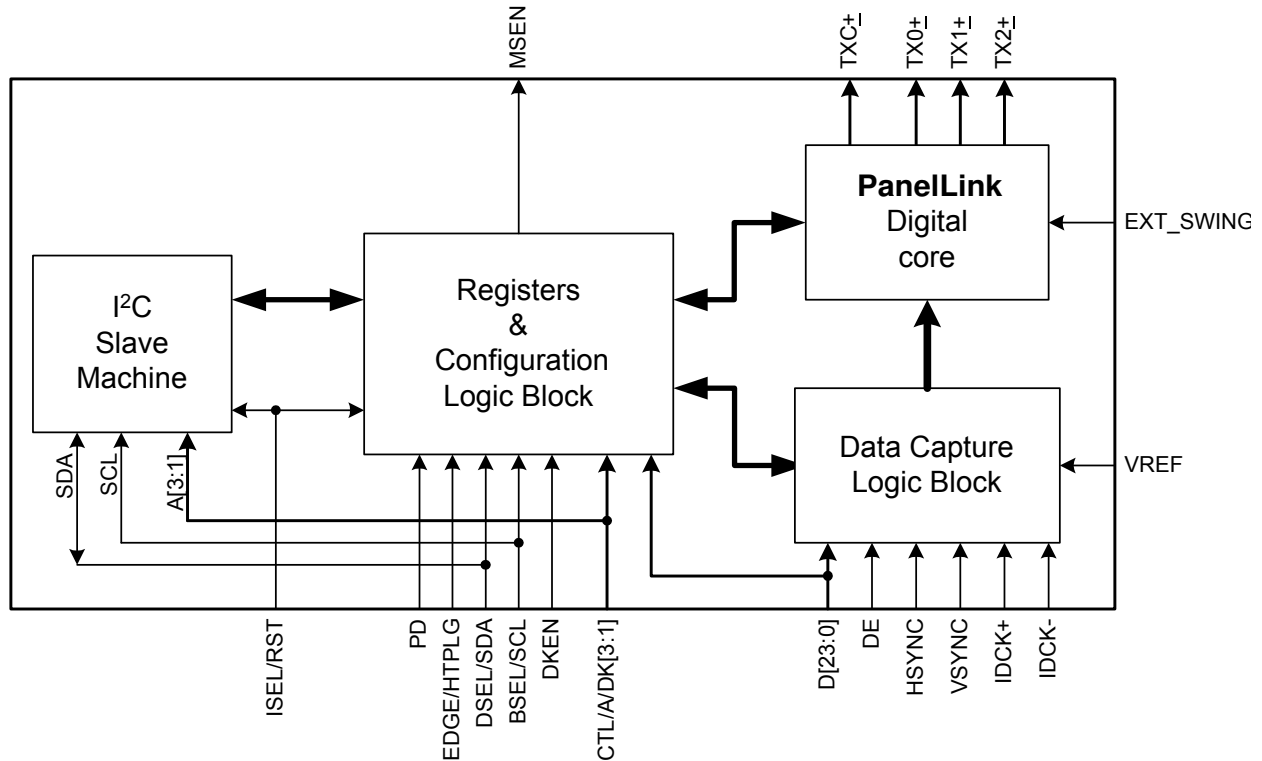 MSEN
TXC±
TX0±
TX1±
TX2±
PanelLink
Digital
core
EXT_SWING
I²C
Slave
Machine
Registers
&
Configuration
Logic Block
Data Capture
Logic Block
VREF
SDA
SCL
A[3:1]
ISEL/RST
PD
EDGE/HTPLG
DSEL/SDA
BSEL/SCL
DKEN
CTL/A/DK[3:1]
D[23:0]
DE
HSYNC
VSYNC
IDCK+
IDCK-